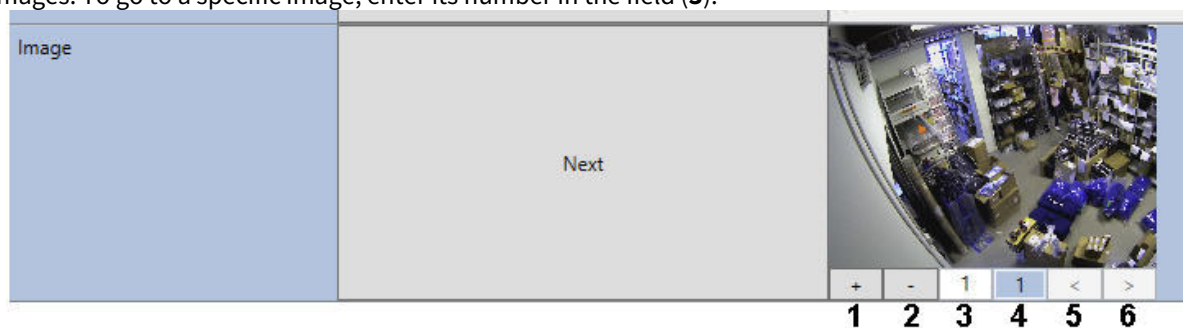 images. To go to a specific image, enter its number in the field (3).
Image
Next
+ - 1 1 < >
1 2 3 4 5 6